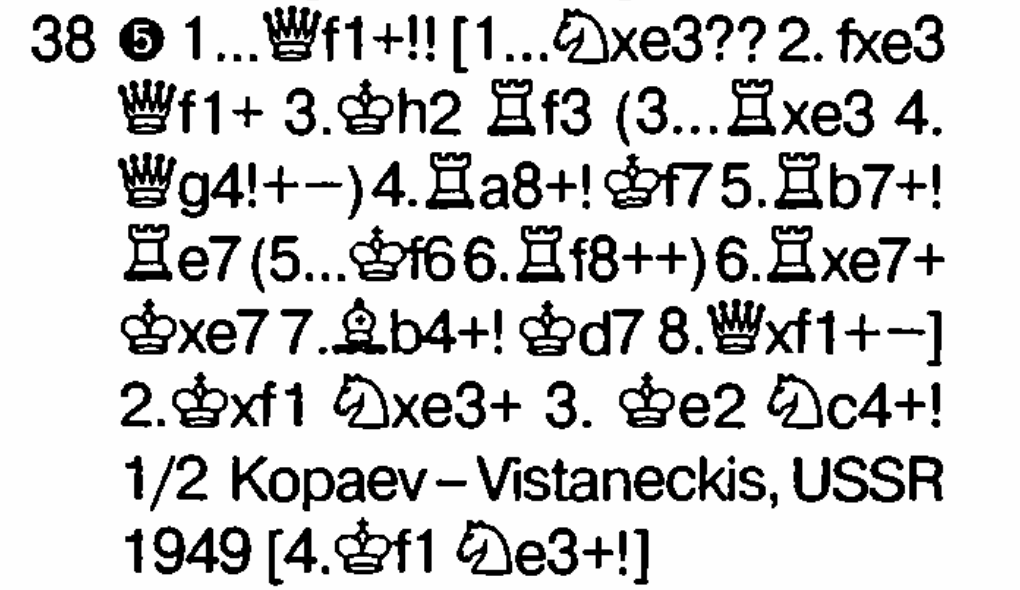 38 ❺ 1...♕f1+!! [1...♘xe3?? 2. fxe3
♕f1+ 3.♔h2 ♖f3 (3...♖xe3 4.
♕g4!+−) 4.♖a8+! ♔f7 5.♖b7+!
♖e7 (5...♔f6 6.♖f8++) 6.♖xe7+
♔xe7 7.♗b4+! ♔d7 8.♕xf1+−]
2.♔xf1 ♘xe3+ 3. ♔e2 ♘c4+!
1/2 Kopaev – Vistaneckis, USSR
1949 [4.♔f1 ♘e3+!]